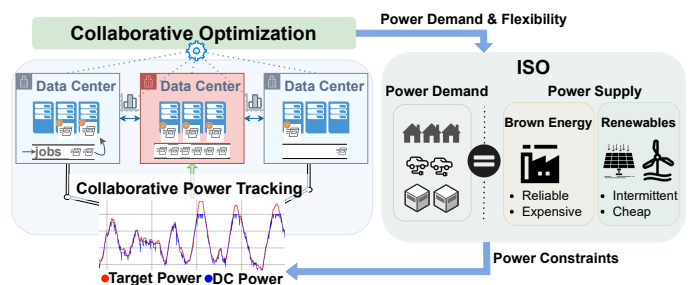 Collaborative Optimization
Power Demand & Flexibility
Data Center
Data Center
Data Center
jobs
Collaborative Power Tracking
Target Power
DC Power
ISO
Power Demand
Power Supply
Brown Energy
• Reliable
• Expensive
Renewables
• Intermittent
• Cheap
Power Constraints